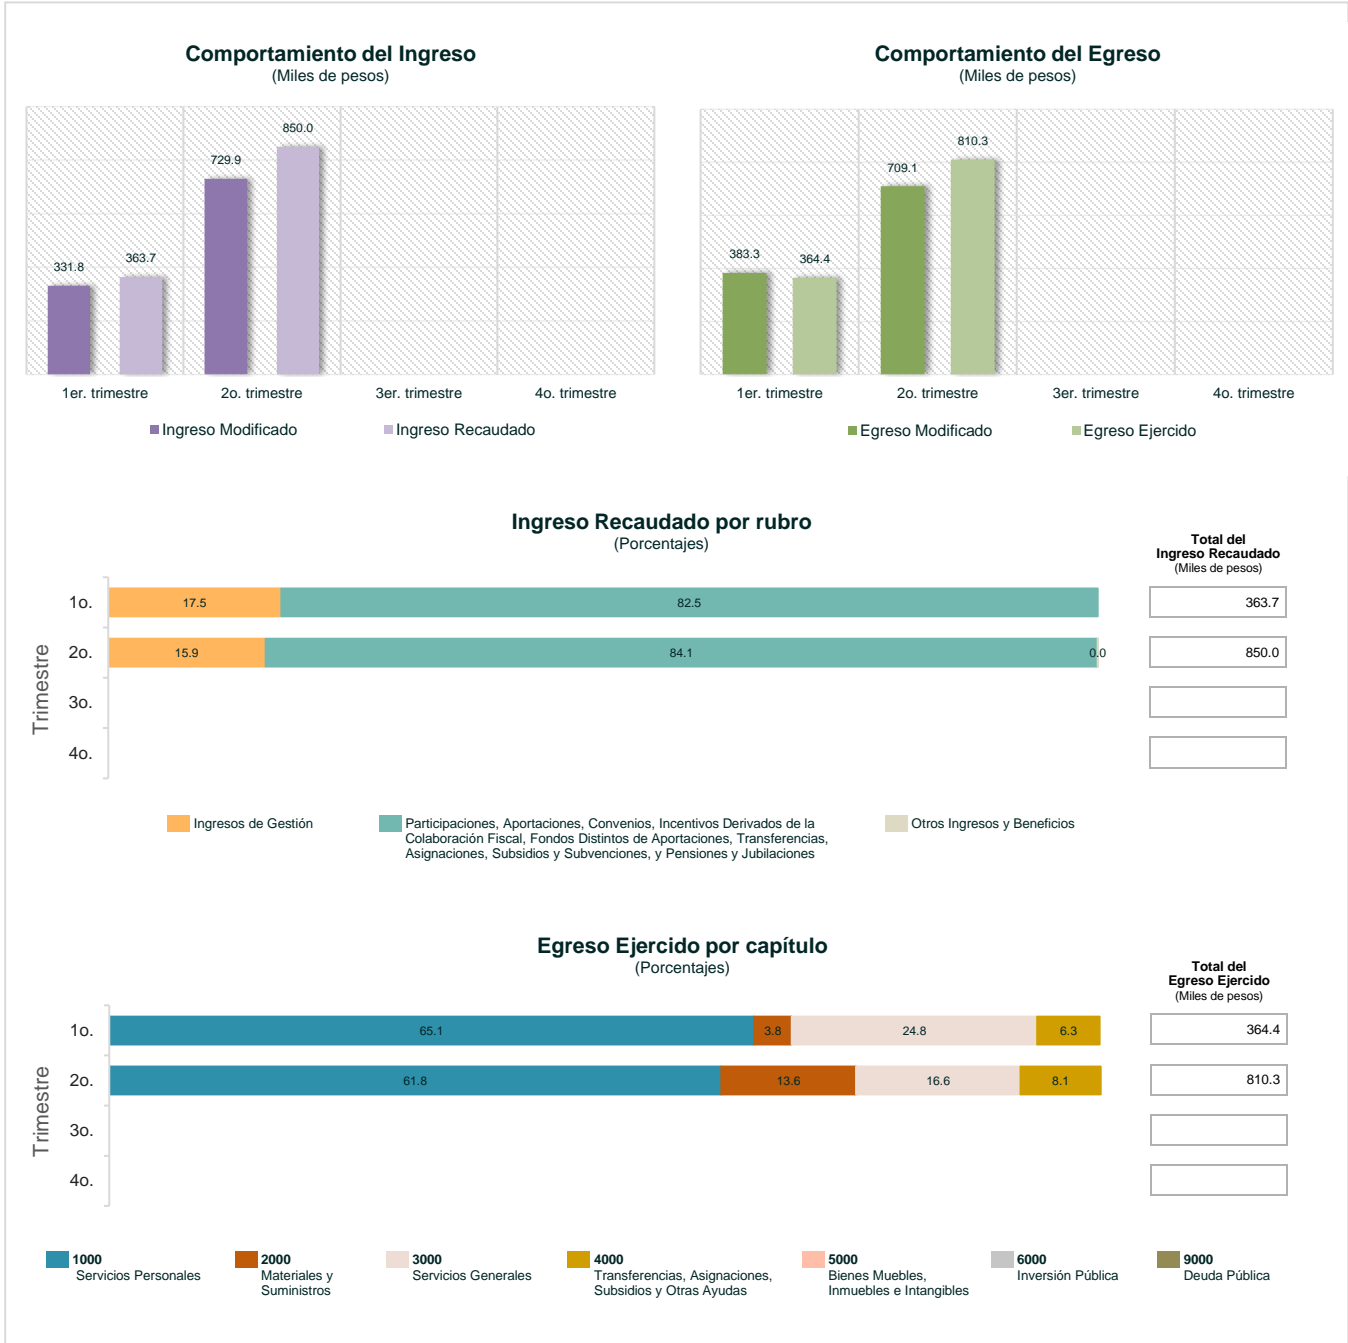 Comportamiento del Ingreso
(Miles de pesos)
331.8
363.7
729.9
850.0
1er. trimestre
2o. trimestre
3er. trimestre
4o. trimestre
Ingreso Modificado
Ingreso Recaudado
Comportamiento del Egreso
(Miles de pesos)
383.3
364.4
709.1
810.3
1er. trimestre
2o. trimestre
3er. trimestre
4o. trimestre
Egreso Modificado
Egreso Ejercido
Ingreso Recaudado por rubro
(Porcentajes)
Total del
Ingreso Recaudado
(Miles de pesos)
Trimestre
1o.
17.5
82.5
363.7
2o.
15.9
84.1
0.0
850.0
3o.
4o.
Ingresos de Gestión
Participaciones, Aportaciones, Convenios, Incentivos Derivados de la
Colaboración Fiscal, Fondos Distintos de Aportaciones, Transferencias,
Asignaciones, Subsidios y Subvenciones, y Pensiones y Jubilaciones
Otros Ingresos y Beneficios
Egreso Ejercido por capítulo
(Porcentajes)
Total del
Egreso Ejercido
(Miles de pesos)
Trimestre
1o.
65.1
3.8
24.8
6.3
364.4
2o.
61.8
13.6
16.6
8.1
810.3
3o.
4o.
1000
Servicios Personales
2000
Materiales y
Suministros
3000
Servicios Generales
4000
Transferencias, Asignaciones,
Subsidios y Otras Ayudas
5000
Bienes Muebles,
Inmuebles e Intangibles
6000
Inversión Pública
9000
Deuda Pública